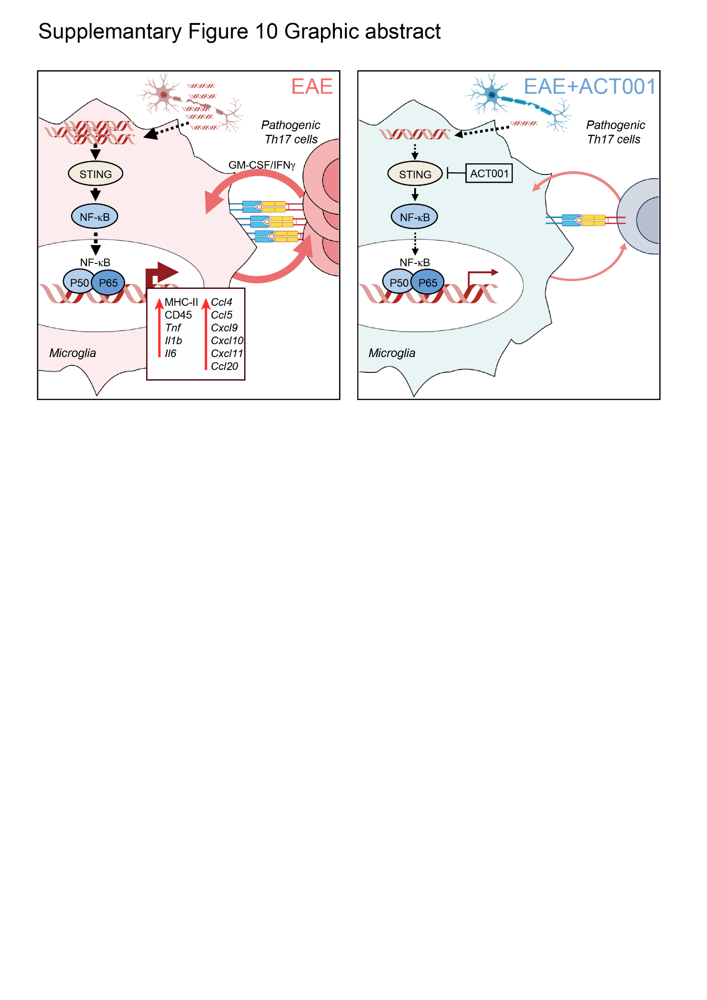 Supplemantary Figure 10 Graphic abstract
EAE
Pathogenic
Th17 cells
GM-CSF/IFNγ
STING
NF-κB
NF-κB
P50
P65
MHC-II
CD45
Tnf
Il1b
Il6
Ccl4
Ccl5
Cxcl9
Cxcl10
Cxcl11
Ccl20
Microglia
EAE+ACT001
Pathogenic
Th17 cells
STING
ACT001
NF-κB
NF-κB
P50
P65
Microglia